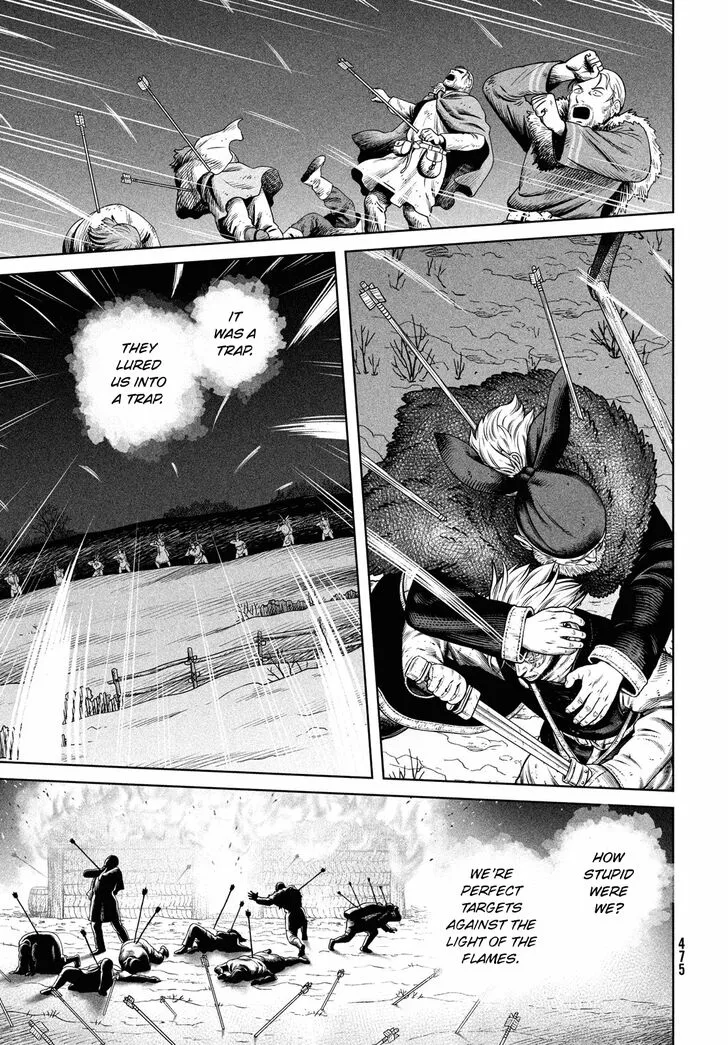 IT
WAS A
TRAP.
THEY
LURED
US INTO
A TRAP.
HOW
STUPID
WERE
WE?
WE'RE
PERFECT
TARGETS
AGAINST
THE
LIGHT OF THE
FLAMES.
475